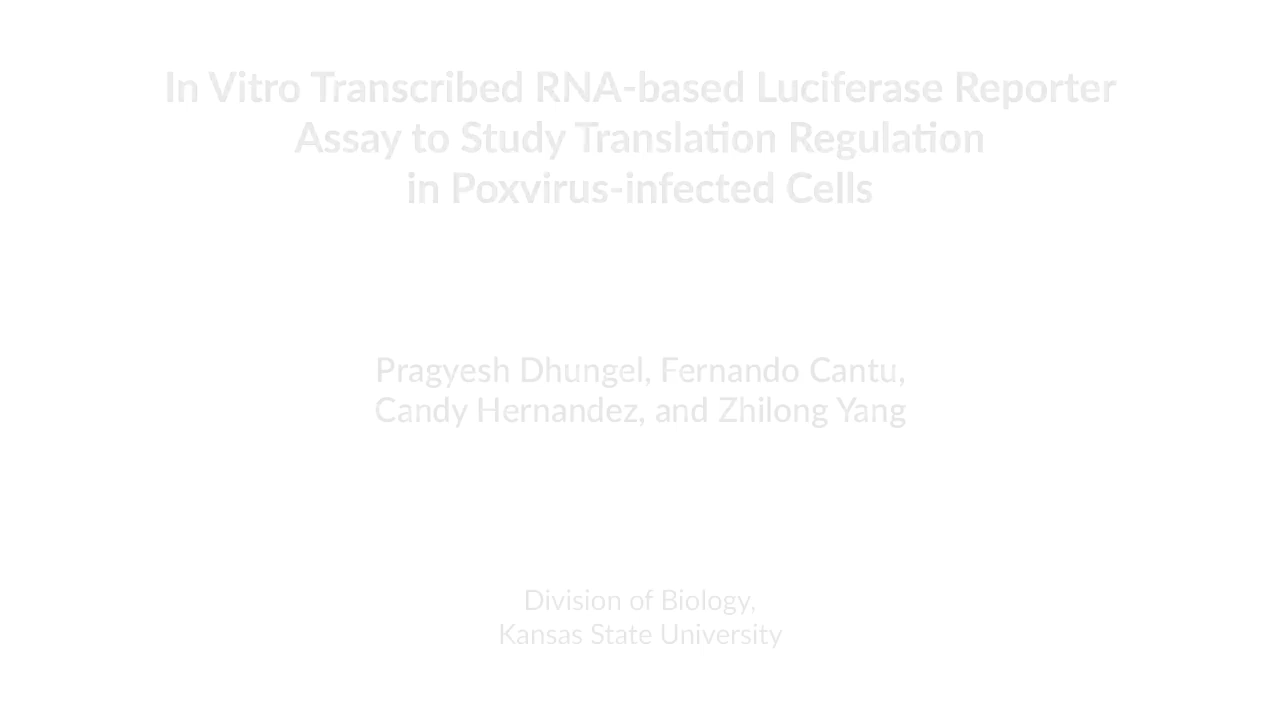 In Vitro Transcribed RNA-based Luciferase Reporter
Assay to Study Translation Regulation
in Poxvirus-infected Cells
Pragyesh Dhungel, Fernando Cantu,
Candy Hernandez, and Zhilong Yang
Division of Biology,
Kansas State University